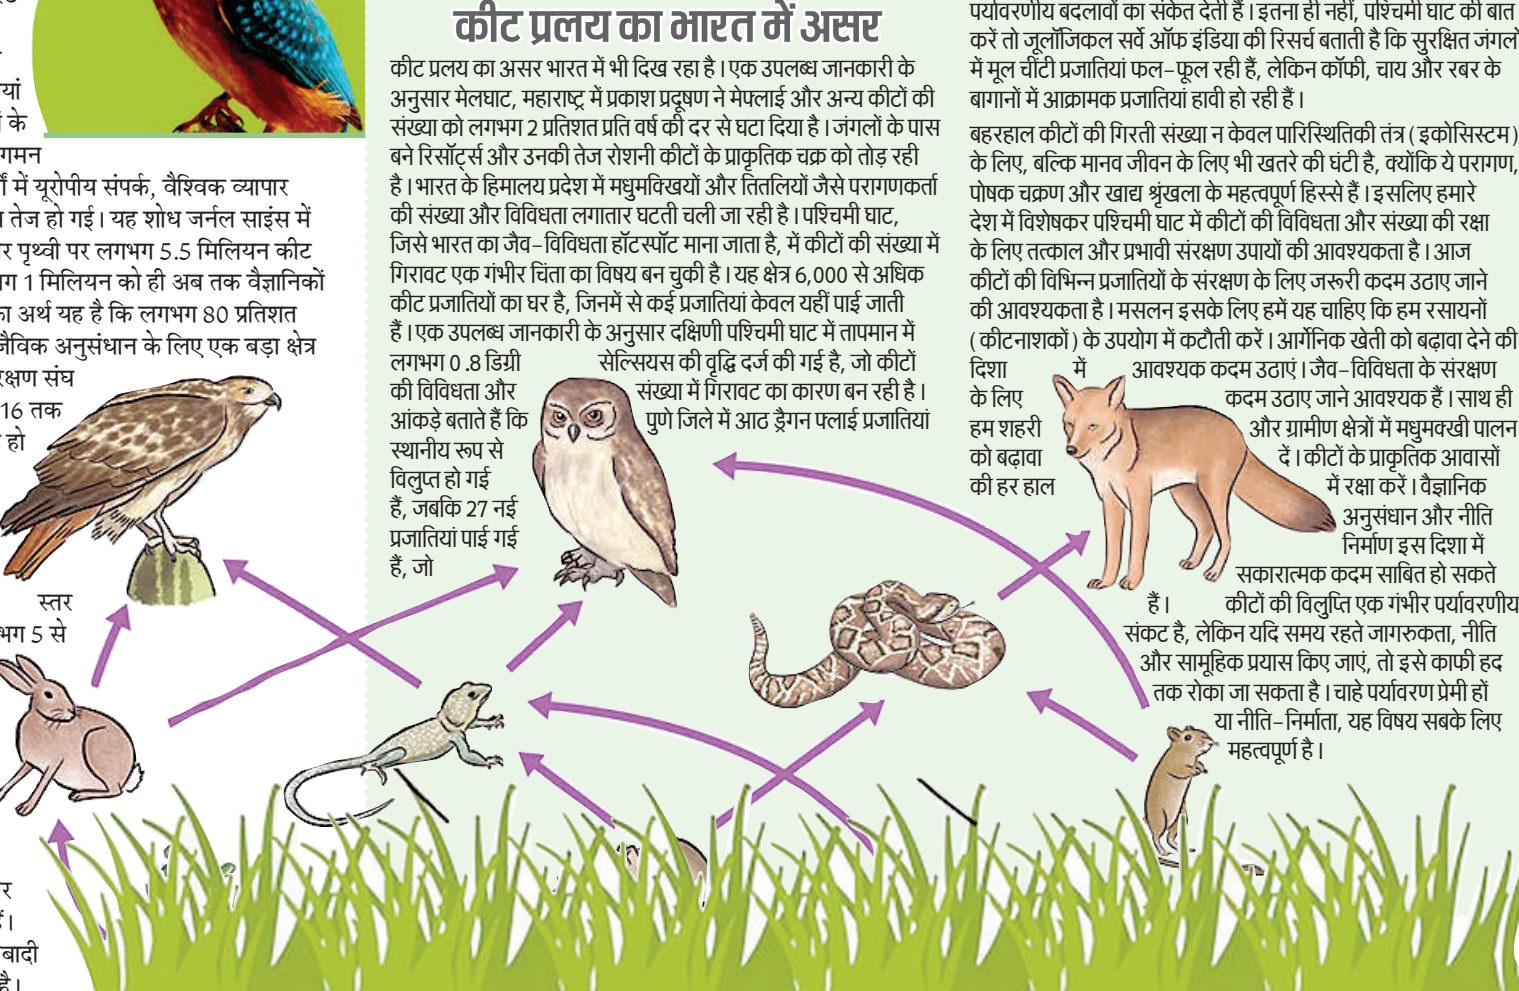 यां
के
गमन
में यूरोपीय संपर्क, वैश्विक व्यापार
तेज हो गई। यह शोध जर्नल साइंस में
पृथ्वी पर लगभग 5.5 मिलियन कीट
1 मिलियन को ही अब तक वैज्ञानिकों
अर्थ यह है कि लगभग 80 प्रतिशत
जैविक अनुसंधान के लिए एक बड़ा क्षेत्र
संघ
16 तक
हो
स्तर
5 से
र
हैं।
है।
कीट प्रलय का भारत में असर
कीट प्रलय का असर भारत में भी दिख रहा है। एक उपलब्ध जानकारी के
अनुसार मेलघाट, महाराष्ट्र में प्रकाश प्रदूषण ने मेफ्लाई और अन्य कीटों की
संख्या को लगभग 2 प्रतिशत प्रति वर्ष की दर से घटा दिया है। जंगलों के पास
बने रिसॉर्ट्स और उनकी तेज रोशनी कीटों के प्राकृतिक चक्र को तोड़ रही
है। भारत के हिमालय प्रदेश में मधुमक्खियों और तितलियों जैसे परागणकर्ता
की संख्या और विविधता लगातार घटती चली जा रही है। पश्चिमी घाट,
जिसे भारत का जैव-विविधता हॉटस्पॉट माना जाता है, में कीटों की संख्या में
गिरावट एक गंभीर चिंता का विषय बन चुकी है। यह क्षेत्र 6,000 से अधिक
कीट प्रजातियों का घर है, जिनमें से कई प्रजातियां केवल यहीं पाई जाती
हैं। एक उपलब्ध जानकारी के अनुसार दक्षिणी पश्चिमी घाट में तापमान में
लगभग 0.8 डिग्री सेल्सियस की वृद्धि दर्ज की गई है, जो कीटों
की विविधता और संख्या में गिरावट का कारण बन रही है।
आंकड़े बताते हैं कि पुणे जिले में आठ ड्रैगन फ्लाई प्रजातियां
स्थानीय रूप से
विलुप्त हो गई
हैं, जबकि 27 नई
प्रजातियां पाई गई
हैं, जो
पर्यावरणीय बदलावों का संकेत देती हैं। इतना ही नहीं, पश्चिमी घाट की बात
करें तो जूलॉजिकल सर्वे ऑफ इंडिया की रिसर्च बताती है कि सुरक्षित जंगलों
में मूल चींटी प्रजातियां फल-फूल रही हैं, लेकिन कॉफी, चाय और रबर के
बागानों में आक्रामक प्रजातियां हावी हो रही हैं।
बहरहाल कीटों की गिरती संख्या न केवल पारिस्थितिकी तंत्र (इकोसिस्टम)
के लिए, बल्कि मानव जीवन के लिए भी खतरे की घंटी है, क्योंकि ये परागण,
पोषक चक्रण और खाद्य श्रृंखला के महत्वपूर्ण हिस्से हैं। इसलिए हमारे
देश में विशेषकर पश्चिमी घाट में कीटों की विविधता और संख्या की रक्षा
के लिए तत्काल और प्रभावी संरक्षण उपायों की आवश्यकता है। आज
कीटों की विभिन्न प्रजातियों के संरक्षण के लिए जरूरी कदम उठाए जाने
की आवश्यकता है। मसलन इसके लिए हमें यह चाहिए कि हम रसायनों
(कीटनाशकों) के उपयोग में कटौती करें। आर्गेनिक खेती को बढ़ावा देने की
दिशा में आवश्यक कदम उठाएं। जैव-विविधता के संरक्षण
के लिए कदम उठाए जाने आवश्यक हैं। साथ ही
हम शहरी और ग्रामीण क्षेत्रों में मधुमक्खी पालन
को बढ़ावा दें। कीटों के प्राकृतिक आवासों
की हर हाल में रक्षा करें। वैज्ञानिक
अनुसंधान और नीति
निर्माण इस दिशा में
सकारात्मक कदम साबित हो सकते
हैं। कीटों की विलुप्ति एक गंभीर पर्यावरणीय
संकट है, लेकिन यदि समय रहते जागरुकता, नीति
और सामूहिक प्रयास किए जाएं, तो इसे काफी हद
तक रोका जा सकता है। चाहे पर्यावरण प्रेमी हों
या नीति-निर्माता, यह विषय सबके लिए
महत्वपूर्ण है।